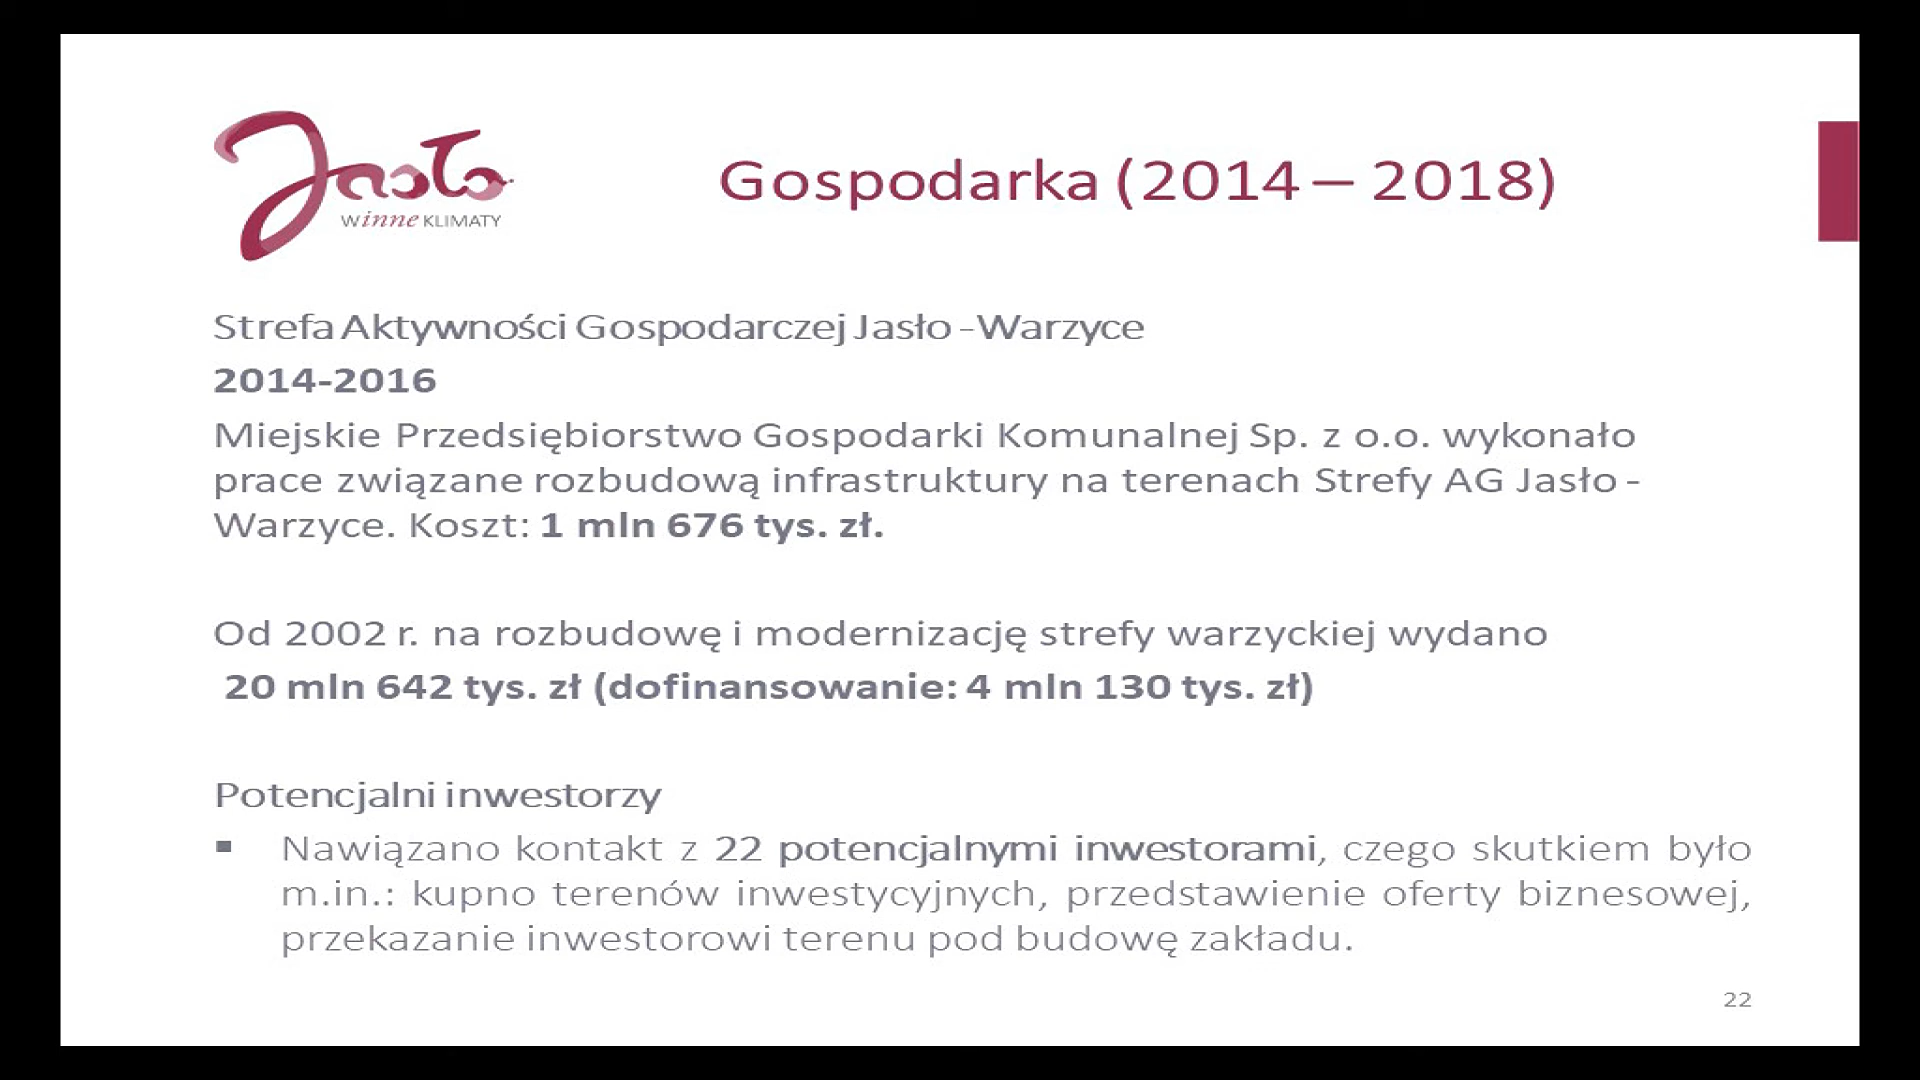 Jasło
Winne KLIMATY
Gospodarka (2014 – 2018)
Strefa Aktywności Gospodarczej Jasło -Warzyce
2014-2016
Miejskie Przedsiębiorstwo Gospodarki Komunalnej Sp. z o.o. wykonało
prace związane rozbudową infrastruktury na terenach Strefy AG Jasło -
Warzyce. Koszt: 1 mln 676 tys. zł.
Od 2002 r. na rozbudowę i modernizację strefy warzyckiej wydano
20 mln 642 tys. zł (dofinansowanie: 4 mln 130 tys. zł)
Potencjalni inwestorzy
▪ Nawiązano kontakt z 22 potencjalnymi inwestorami, czego skutkiem było
m.in.: kupno terenów inwestycyjnych, przedstawienie oferty biznesowej,
przekazanie inwestorowi terenu pod budowę zakładu.
22